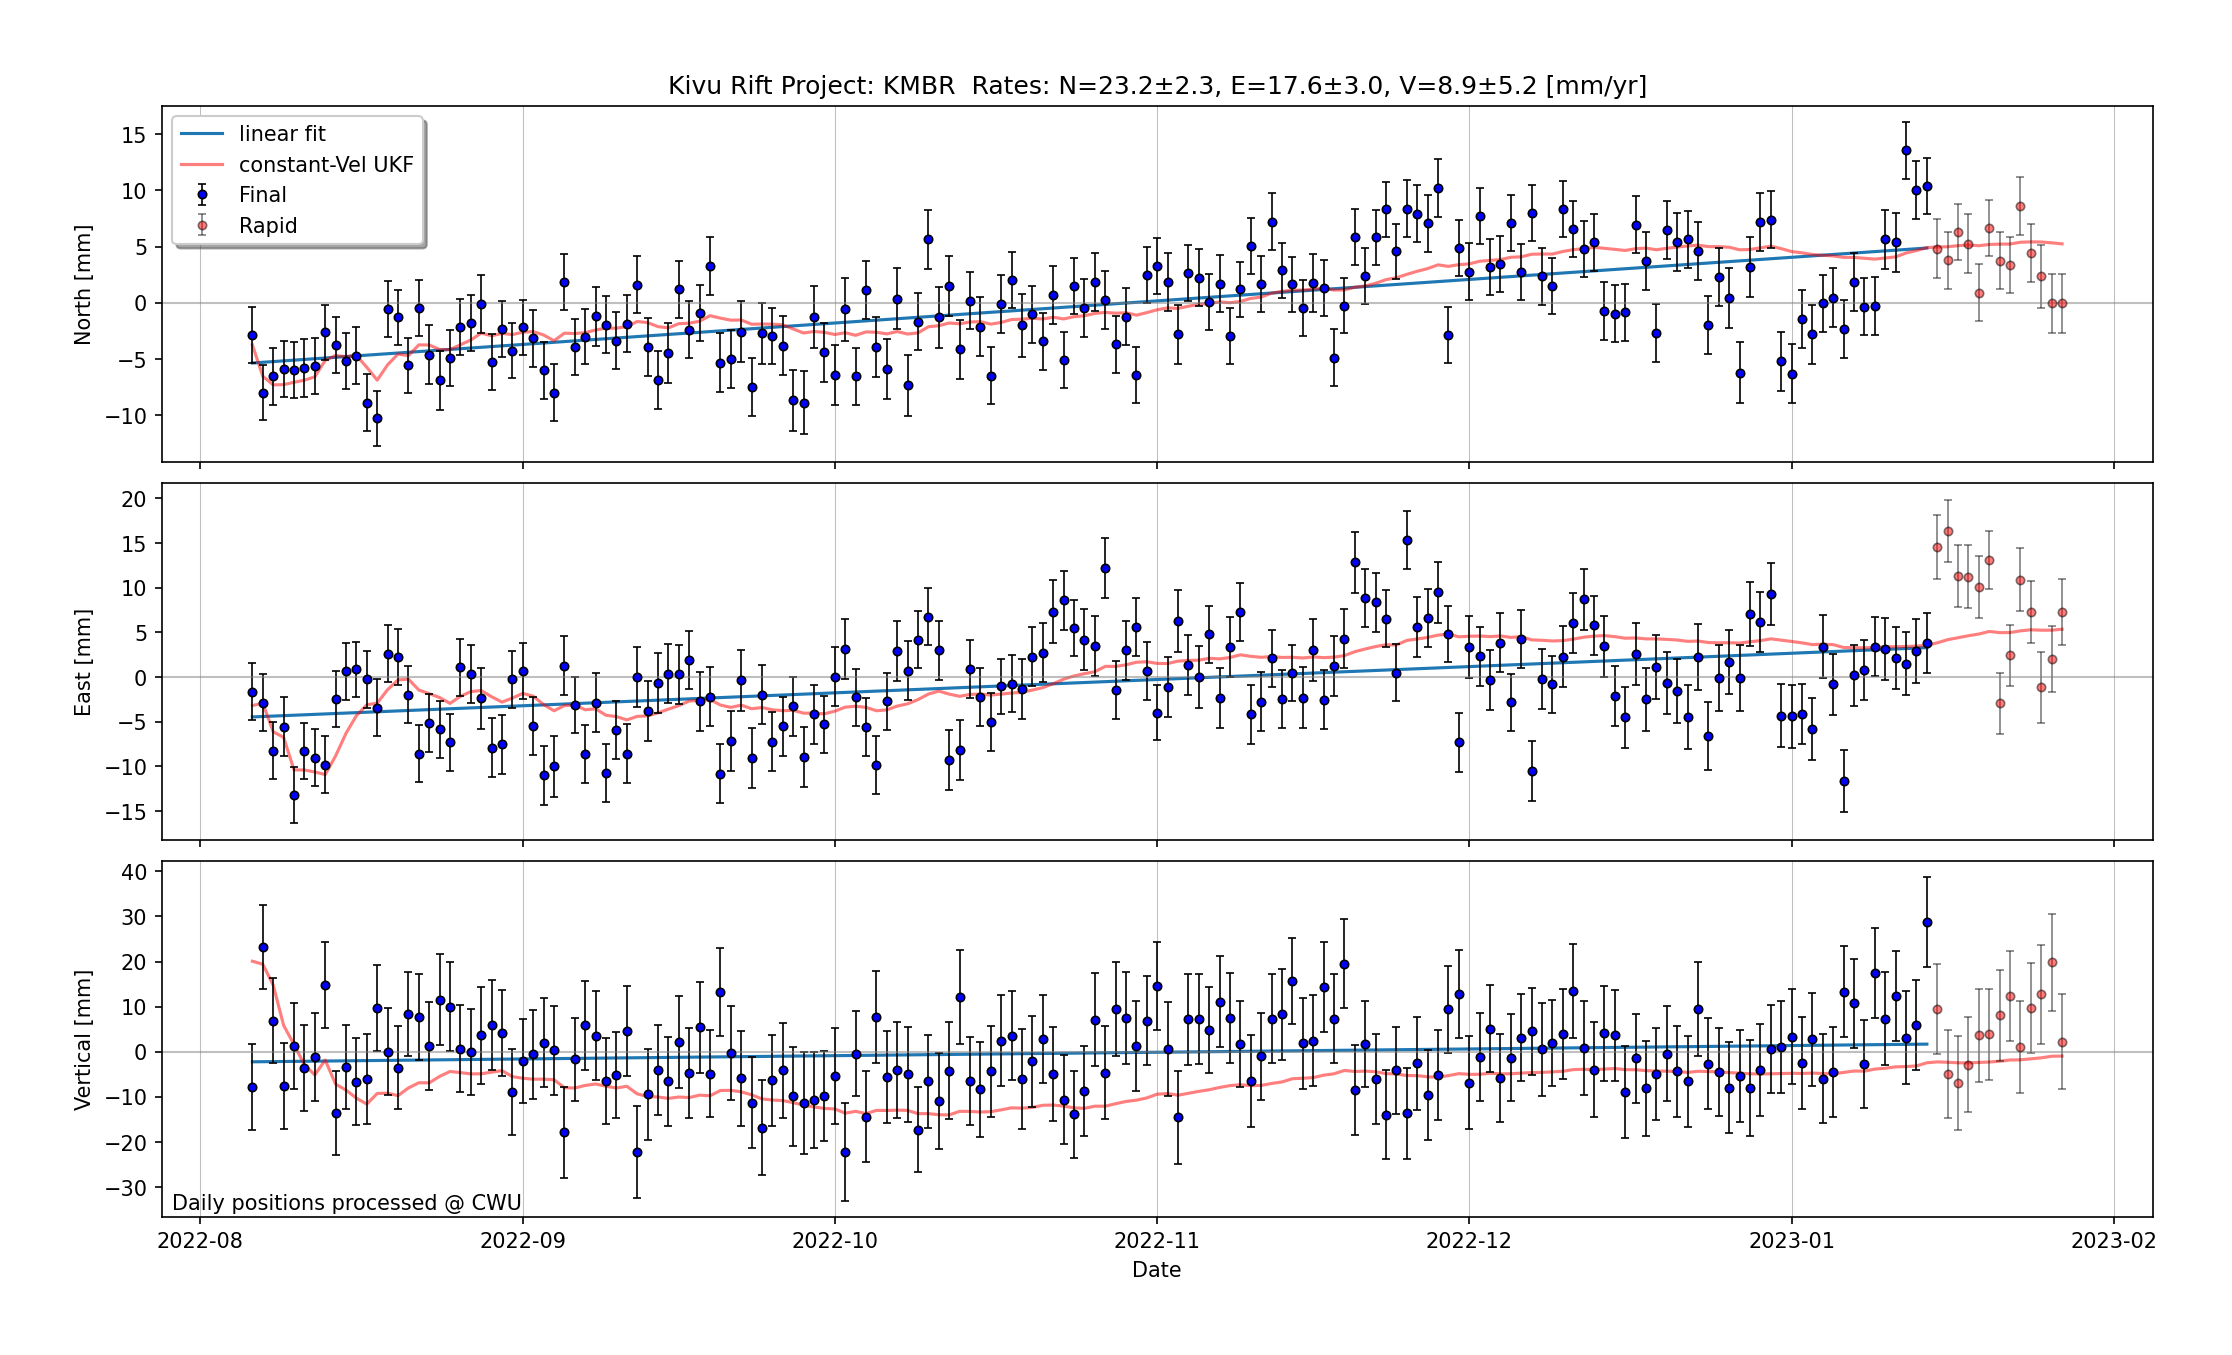 Kivu Rift Project: KMBR  Rates: N=23.2±2.3, E=17.6±3.0, V=8.9±5.2 [mm/yr]
linear fit
constant-Vel UKF
Final
Rapid
North [mm]
15
10
5
0
−5
−10
East [mm]
20
15
10
5
0
−5
−10
−15
Vertical [mm]
40
30
20
10
0
−10
−20
−30
Daily positions processed @ CWU
2022-08 2022-09 2022-10 2022-11 2022-12 2023-01 2023-02
Date